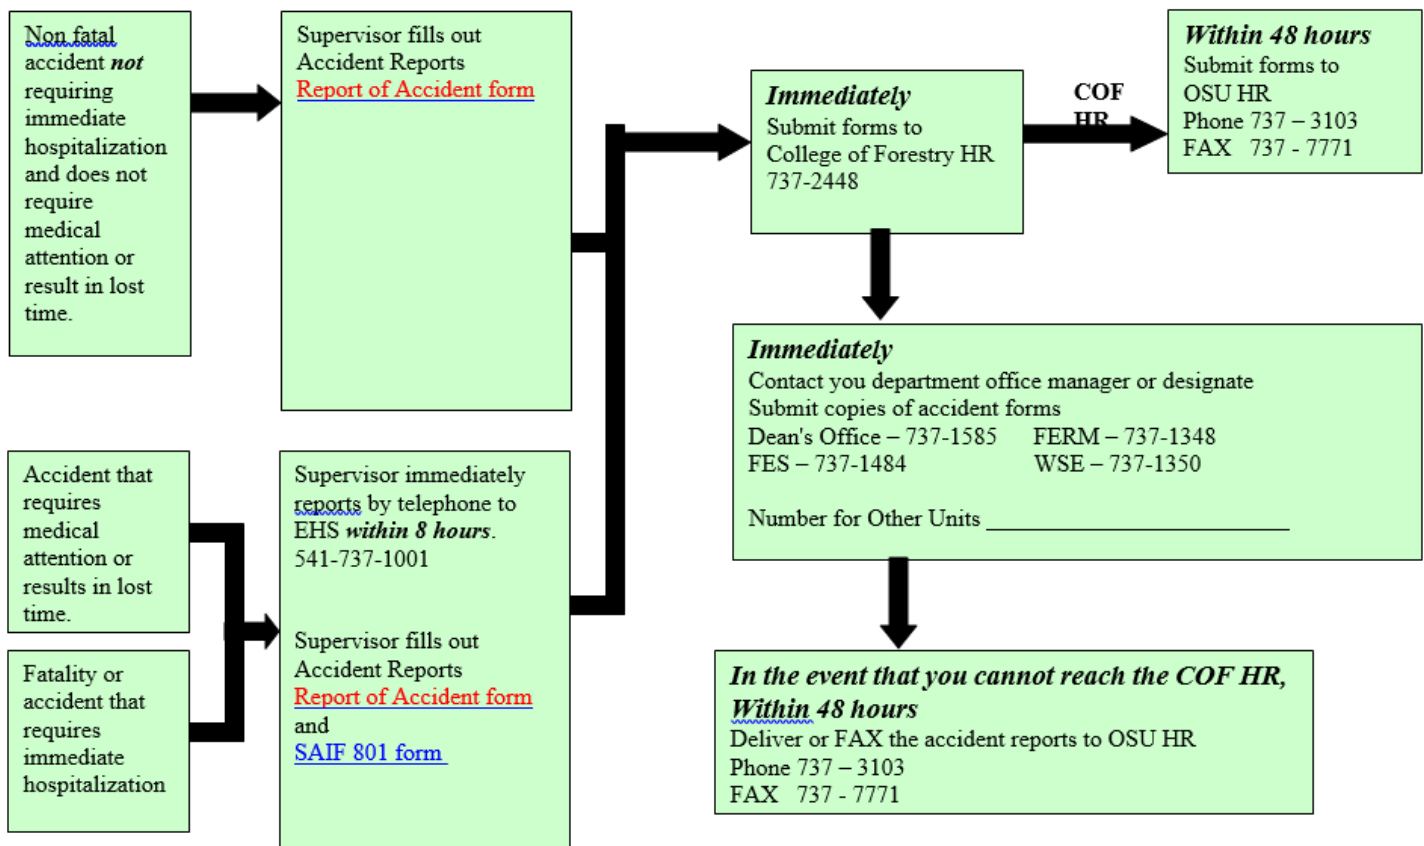 Non fatal
accident not
requiring
immediate
hospitalization
and does not
require
medical
attention or
result in lost
time.
Supervisor fills out
Accident Reports
Report of Accident form
Immediately
Submit forms to
College of Forestry HR
737-2448
COF
HR
Within 48 hours
Submit forms to
OSU HR
Phone 737 – 3103
FAX 737 - 7771
Immediately
Contact you department office manager or designate
Submit copies of accident forms
Dean's Office – 737-1585 FERM – 737-1348
FES – 737-1484 WSE – 737-1350
Number for Other Units _________________________
Accident that
requires
medical
attention or
results in lost
time.
Fatality or
accident that
requires
immediate
hospitalization
Supervisor immediately
reports by telephone to
EHS within 8 hours.
541-737-1001
Supervisor fills out
Accident Reports
Report of Accident form
and
SAIF 801 form
In the event that you cannot reach the COF HR,
Within 48 hours
Deliver or FAX the accident reports to OSU HR
Phone 737 – 3103
FAX 737 - 7771